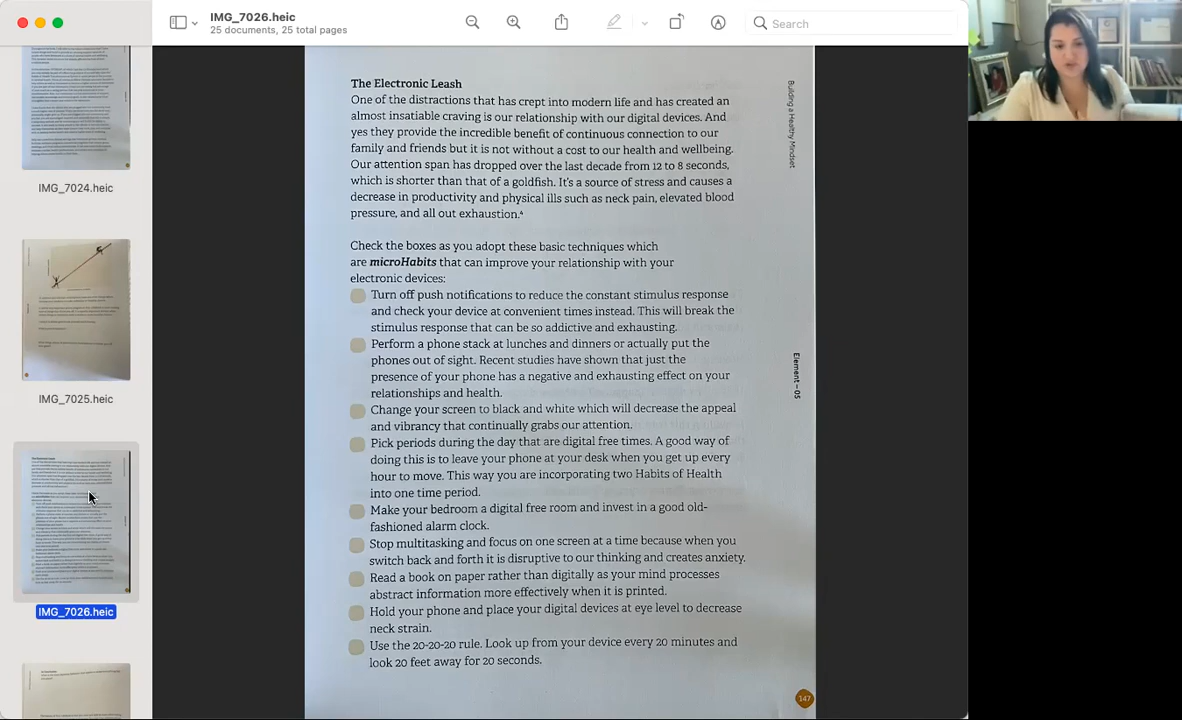 IMG_7026.heic
25 documents, 25 total pages
Search
IMG_7024.heic
IMG_7025.heic
IMG_7026.heic
The Electronic Leash
One of the distractions that has crept into modern life and has created an
almost insatiable craving is our relationship with our digital devices. And
yes they provide the incredible benefit of continuous connection to our
family and friends but it is not without a cost to our health and wellbeing.
Our attention span has dropped over the last decade from 12 to 8 seconds,
which is shorter than that of a goldfish. It's a source of stress and causes a
decrease in productivity and physical ills such as neck pain, elevated blood
pressure, and all out exhaustion.⁴
Check the boxes as you adopt these basic techniques which
are microHabits that can improve your relationship with your
electronic devices:
Turn off push notifications to reduce the constant stimulus response
and check your device at convenient times instead. This will break the
stimulus response that can be so addictive and exhausting.
Perform a phone stack at lunches and dinners or actually put the
phones out of sight. Recent studies have shown that just the
presence of your phone has a negative and exhausting effect on your
relationships and health.
Change your screen to black and white which will decrease the appeal
and vibrancy that continually grabs our attention.
Pick periods during the day that are digital free times. A good way of
doing this is to leave your phone at your desk when you get up every
hour to move. This way you are incorporating two Habits of Health
into one time period.
Make your bedroom a digital free room and invest in a good old-
fashioned alarm clock.
Stop multitasking and focus on one screen at a time because when you
switch back and forth it disrupts your thinking and creates anxiety.
Read a book on paper rather than digitally as your mind processes
abstract information more effectively when it is printed.
Hold your phone and place your digital devices at eye level to decrease
neck strain.
Use the 20-20-20 rule. Look up from your device every 20 minutes and
look 20 feet away for 20 seconds.
Building a Healthy Mindset
Element – 05
147